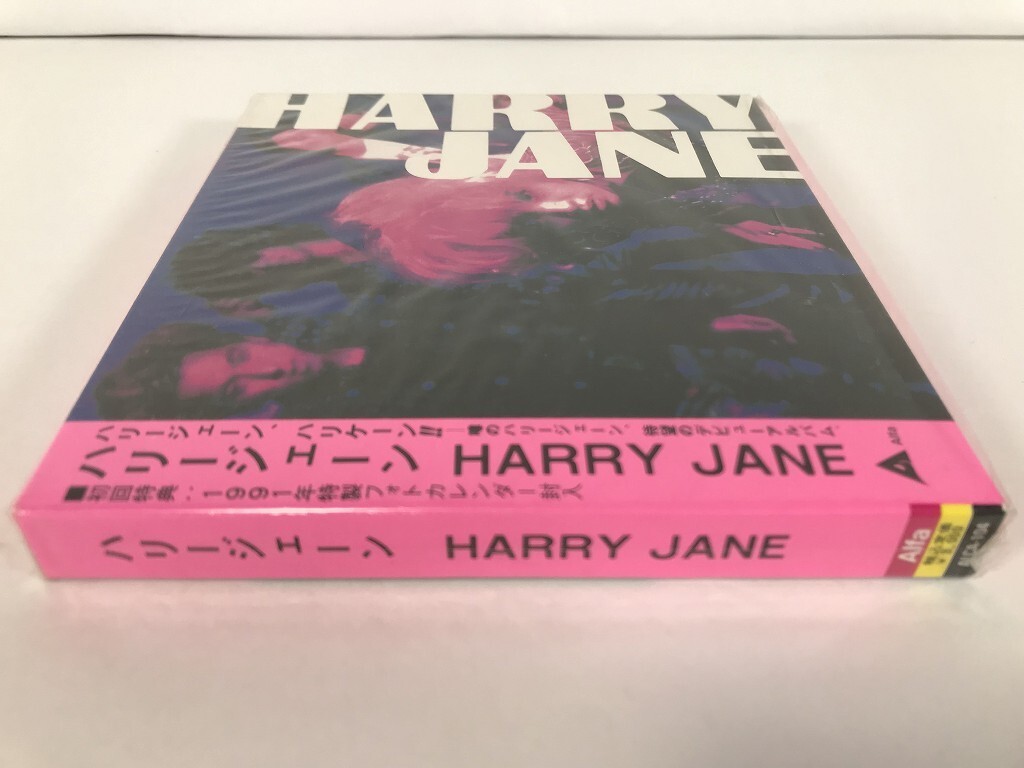 HARRY
JANE
ハリージェーン、ハリケーン!! 噂のハリージェーン、待望のデビューアルバム。
ハリージェーン HARRY JANE
Alfa
■初回特典:1991年特製フォトカレンダー封入
ハリージェーン HARRY JANE
Alfa
ALCA-104